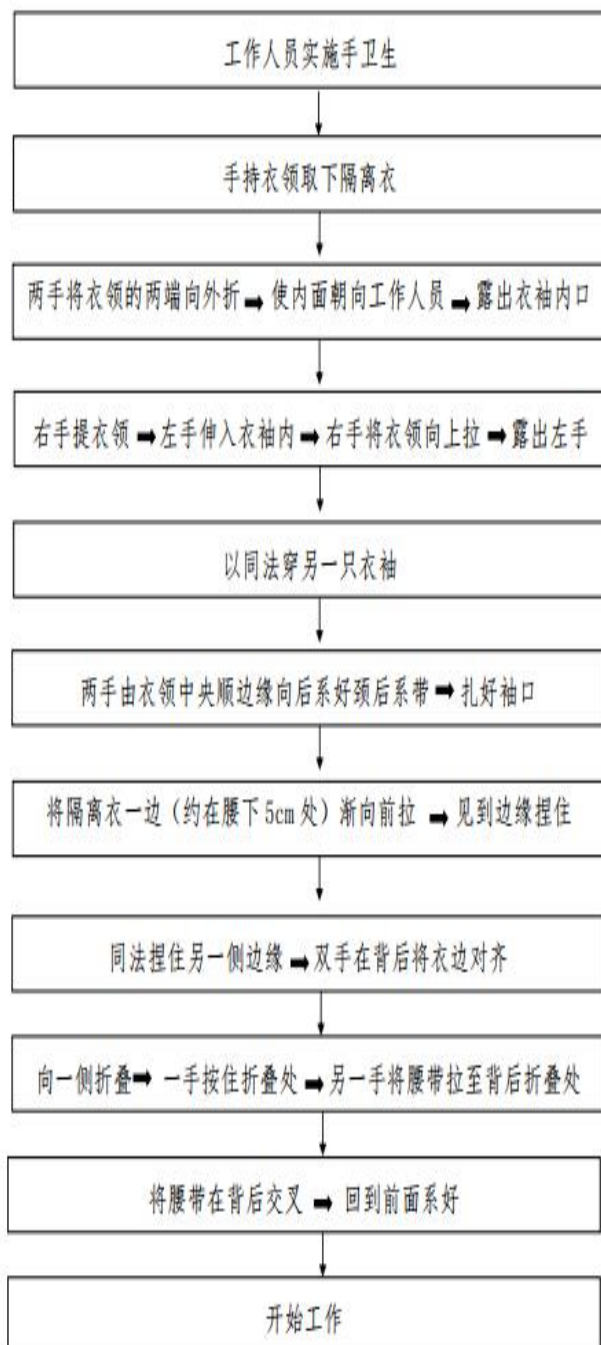 工作人员实施手卫生
手持衣领取下隔离衣
两手将衣领的两端向外折➡使内面朝向工作人员➡露出衣袖内口
右手提衣领➡左手伸入衣袖内➡右手将衣领向上拉➡露出左手
以同法穿另一只衣袖
两手由衣领中央顺边缘向后系好颈后系带➡扎好袖口
将隔离衣一边（约在腰下5cm处）渐向前拉➡见到边缘捏住
同法捏住另一侧边缘➡双手在背后将衣边对齐
向一侧折叠➡一手按住折叠处➡另一手将腰带拉至背后折叠处
将腰带在背后交叉➡回到前面系好
开始工作